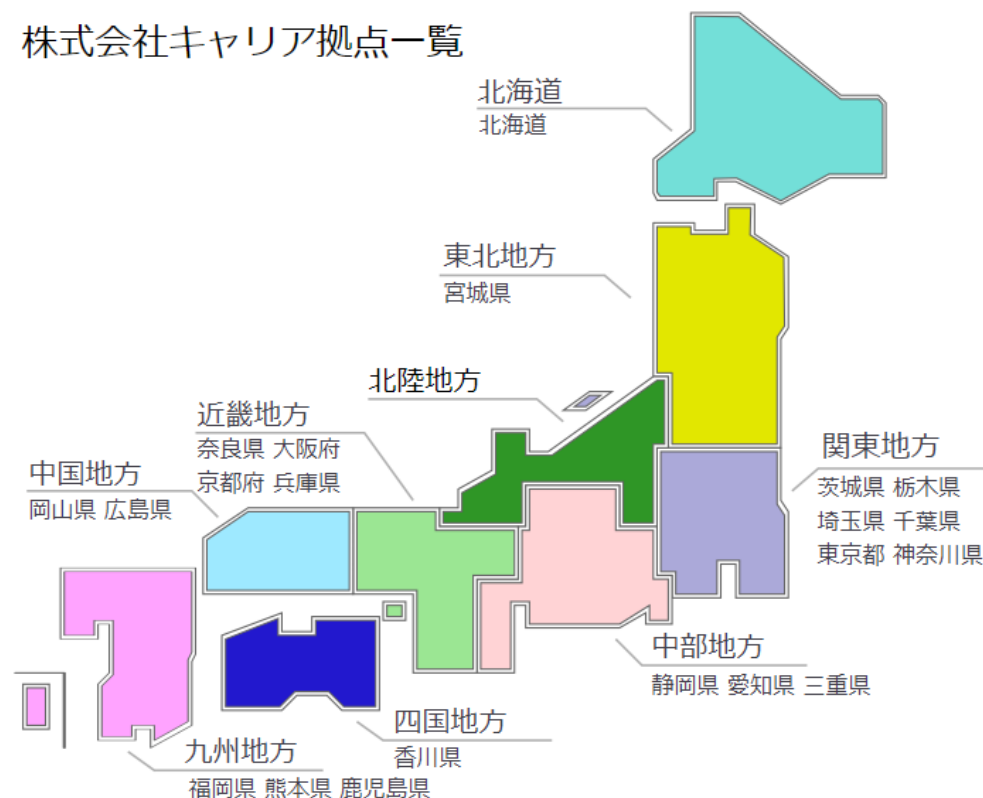 株式会社キャリア拠点一覧
北海道
北海道
東北地方
宮城県
北陸地方
近畿地方
奈良県 大阪府
京都府 兵庫県
中国地方
岡山県 広島県
関東地方
茨城県 栃木県
埼玉県 千葉県
東京都 神奈川県
中部地方
静岡県 愛知県 三重県
四国地方
香川県
九州地方
福岡県 熊本県 鹿児島県